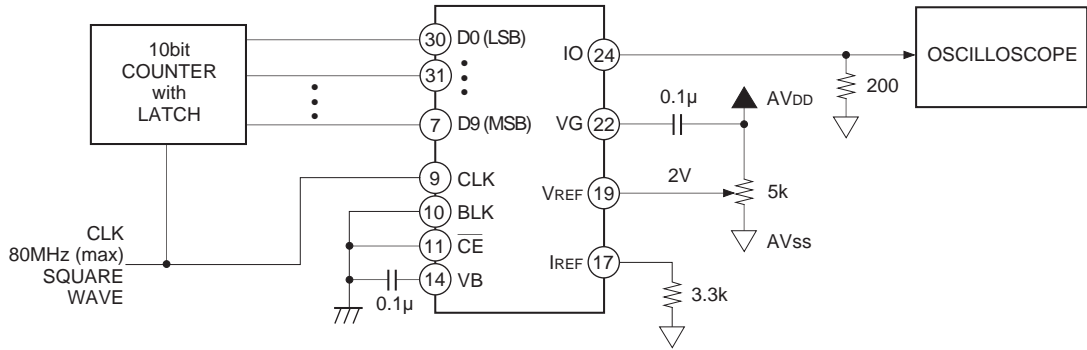 10bit
COUNTER
with
LATCH
30 D0 (LSB)
31
7 D9 (MSB)
9 CLK
10 BLK
11 CE
14 VB
0.1µ
CLK
80MHz (max)
SQUARE
WAVE
IO 24
VG 22
VREF 19
IREF 17
0.1µ
AVDD
2V
5k
AVSS
3.3k
200
OSCILLOSCOPE